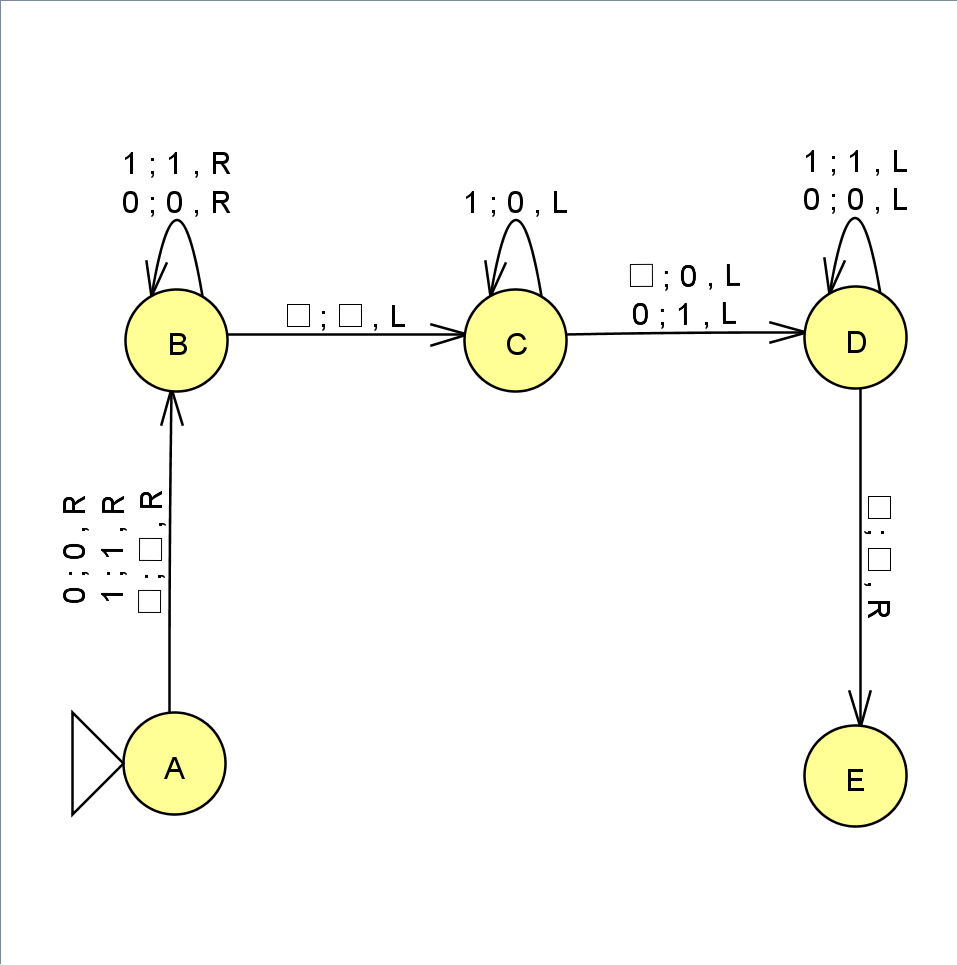 1 ; 1 , R
0 ; 0 , R
B
1 ; 0 , L
C
1 ; 1 , L
0 ; 0 , L
D
□ ; □ , L
□ ; 0 , L
0 ; 1 , L
0 ; 0 , R
1 ; 1 , R
□ ; □ , R
□ ; □ , R
A
E